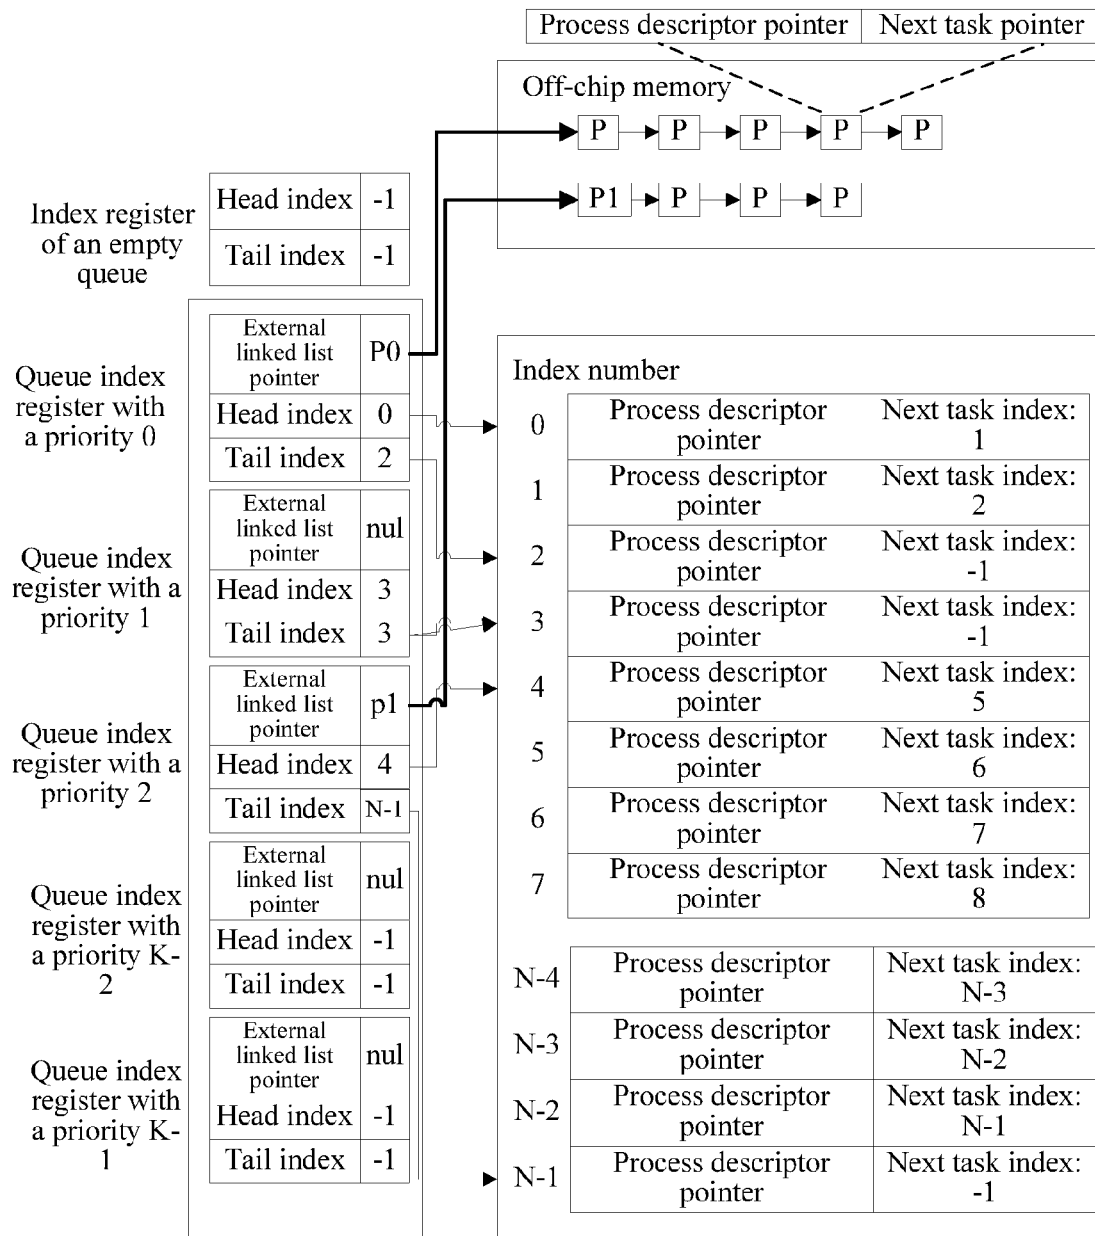 Process descriptor pointer Next task pointer
Off-chip memory
P P P P P
P1 P P P
Index register
of an empty
queue
Head index -1
Tail index -1
Queue index
register with
a priority 0
External
linked list
pointer
P0
Head index 0
Tail index 2
Queue index
register with a
priority 1
External
linked list
pointer
nul
Head index 3
Tail index 3
Queue index
register with a
priority 2
External
linked list
pointer
p1
Head index 4
Tail index N-1
Queue index
register with
a priority K-
2
External
linked list
pointer
nul
Head index -1
Tail index -1
Queue index
register with
a priority K-
1
External
linked list
pointer
nul
Head index -1
Tail index -1
Index number
0 Process descriptor Next task index:
pointer 1
1 Process descriptor Next task index:
pointer 2
2 Process descriptor Next task index:
pointer -1
3 Process descriptor Next task index:
pointer -1
4 Process descriptor Next task index:
pointer 5
5 Process descriptor Next task index:
pointer 6
6 Process descriptor Next task index:
pointer 7
7 Process descriptor Next task index:
pointer 8
N-4 Process descriptor Next task index:
pointer N-3
N-3 Process descriptor Next task index:
pointer N-2
N-2 Process descriptor Next task index:
pointer N-1
N-1 Process descriptor Next task index:
pointer -1